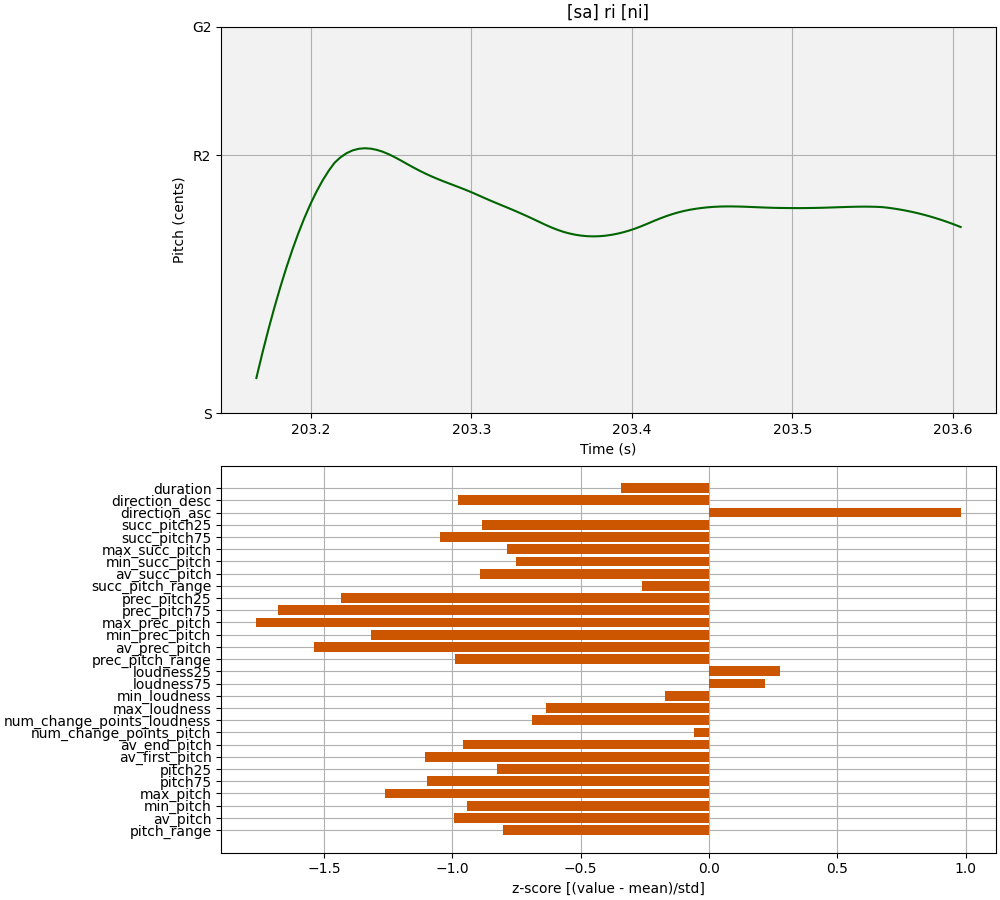 [sa] ri [ni]
G2
R2
S
Pitch (cents)
203.2 203.3 203.4 203.5 203.6
Time (s)
duration
direction_desc
direction_asc
succ_pitch25
succ_pitch75
max_succ_pitch
min_succ_pitch
av_succ_pitch
succ_pitch_range
prec_pitch25
prec_pitch75
max_prec_pitch
min_prec_pitch
av_prec_pitch
prec_pitch_range
loudness25
loudness75
min_loudness
max_loudness
num_change_points_loudness
num_change_points_pitch
av_end_pitch
av_first_pitch
pitch25
pitch75
max_pitch
min_pitch
av_pitch
pitch_range
−1.5 −1.0 −0.5 0.0 0.5 1.0
z-score [(value - mean)/std]